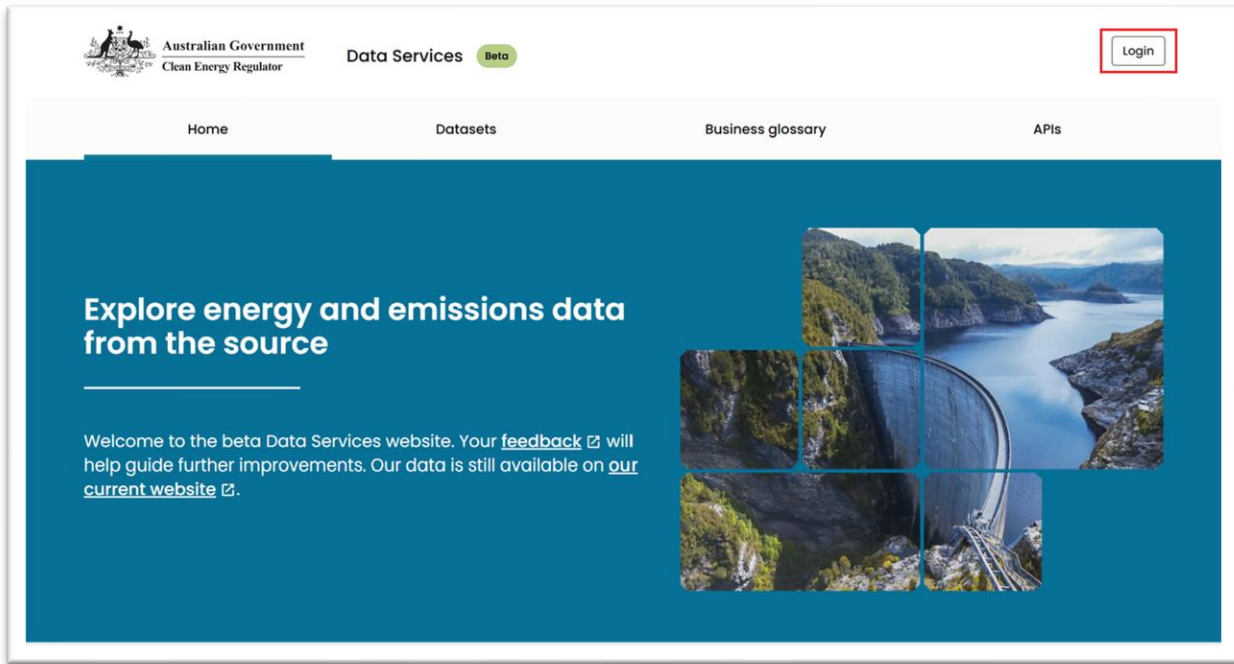 Australian Government
Clean Energy Regulator
Data Services
Beta
Login
Home
Datasets
Business glossary
APIs
Explore energy and emissions data
from the source
Welcome to the beta Data Services website. Your feedback will
help guide further improvements. Our data is still available on our
current website.